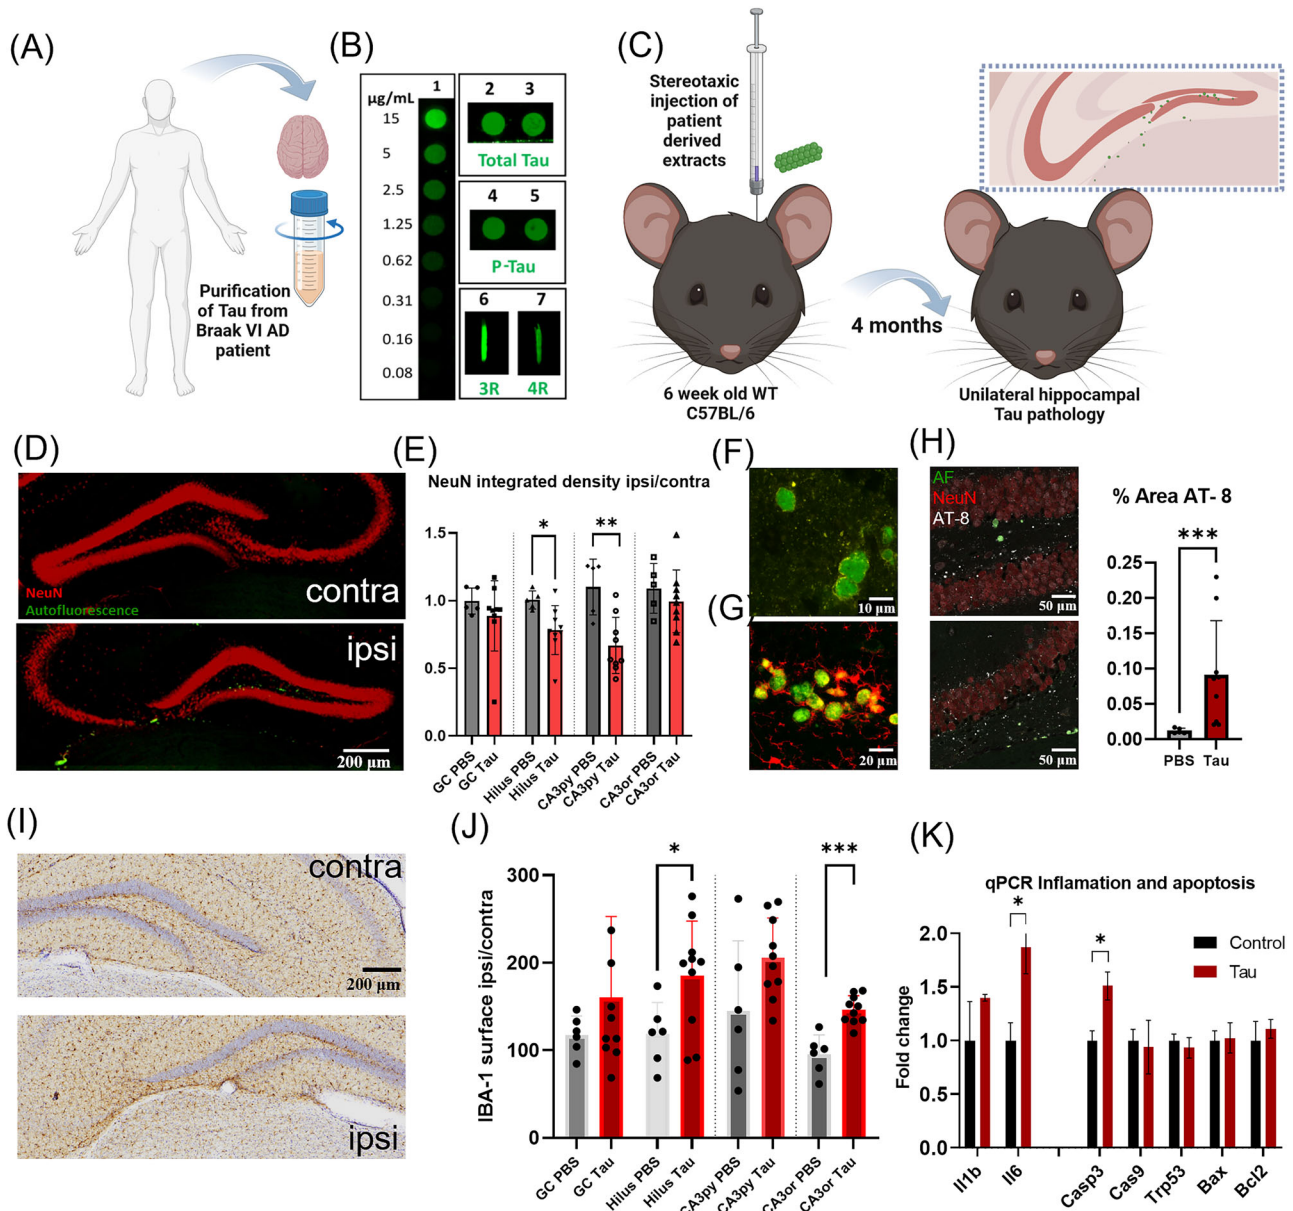 (A)
Purification
of Tau from
Braak VI AD
patient
(B)
µg/mL
1
15
5
2.5
1.25
0.62
0.31
0.16
0.08
2 3
Total Tau
4 5
P-Tau
6 7
3R 4R
(C)
Stereotaxic
injection of
patient
derived
extracts
6 week old WT
C57BL/6
4 months
Unilateral hippocampal
Tau pathology
(D)
contra
NeuN
Autofluorescence
ipsi
200 µm
(E)
NeuN integrated density ipsi/contra
1.5
1.0
0.5
0.0
*
**
GC PBS
GC Tau
Hilus PBS
Hilus Tau
CA3py PBS
CA3py Tau
CA3or PBS
CA3or Tau
(F)
10 µm
(G)
20 µm
(H)
AF
NeuN
AT-8
50 µm
50 µm
% Area AT- 8
***
0.25
0.20
0.15
0.10
0.05
0.00
PBS Tau
(I)
contra
200 µm
ipsi
(J)
IBA-1 surface ipsi/contra
300
200
100
0
*
***
GC PBS
GC Tau
Hilus PBS
Hilus Tau
CA3py PBS
CA3py Tau
CA3or PBS
CA3or Tau
(K)
qPCR Inflamation and apoptosis
Fold change
2.0
1.5
1.0
0.5
0.0
*
*
Control
Tau
Il1b
Il6
Casp3
Cas9
Trp53
Bax
Bcl2